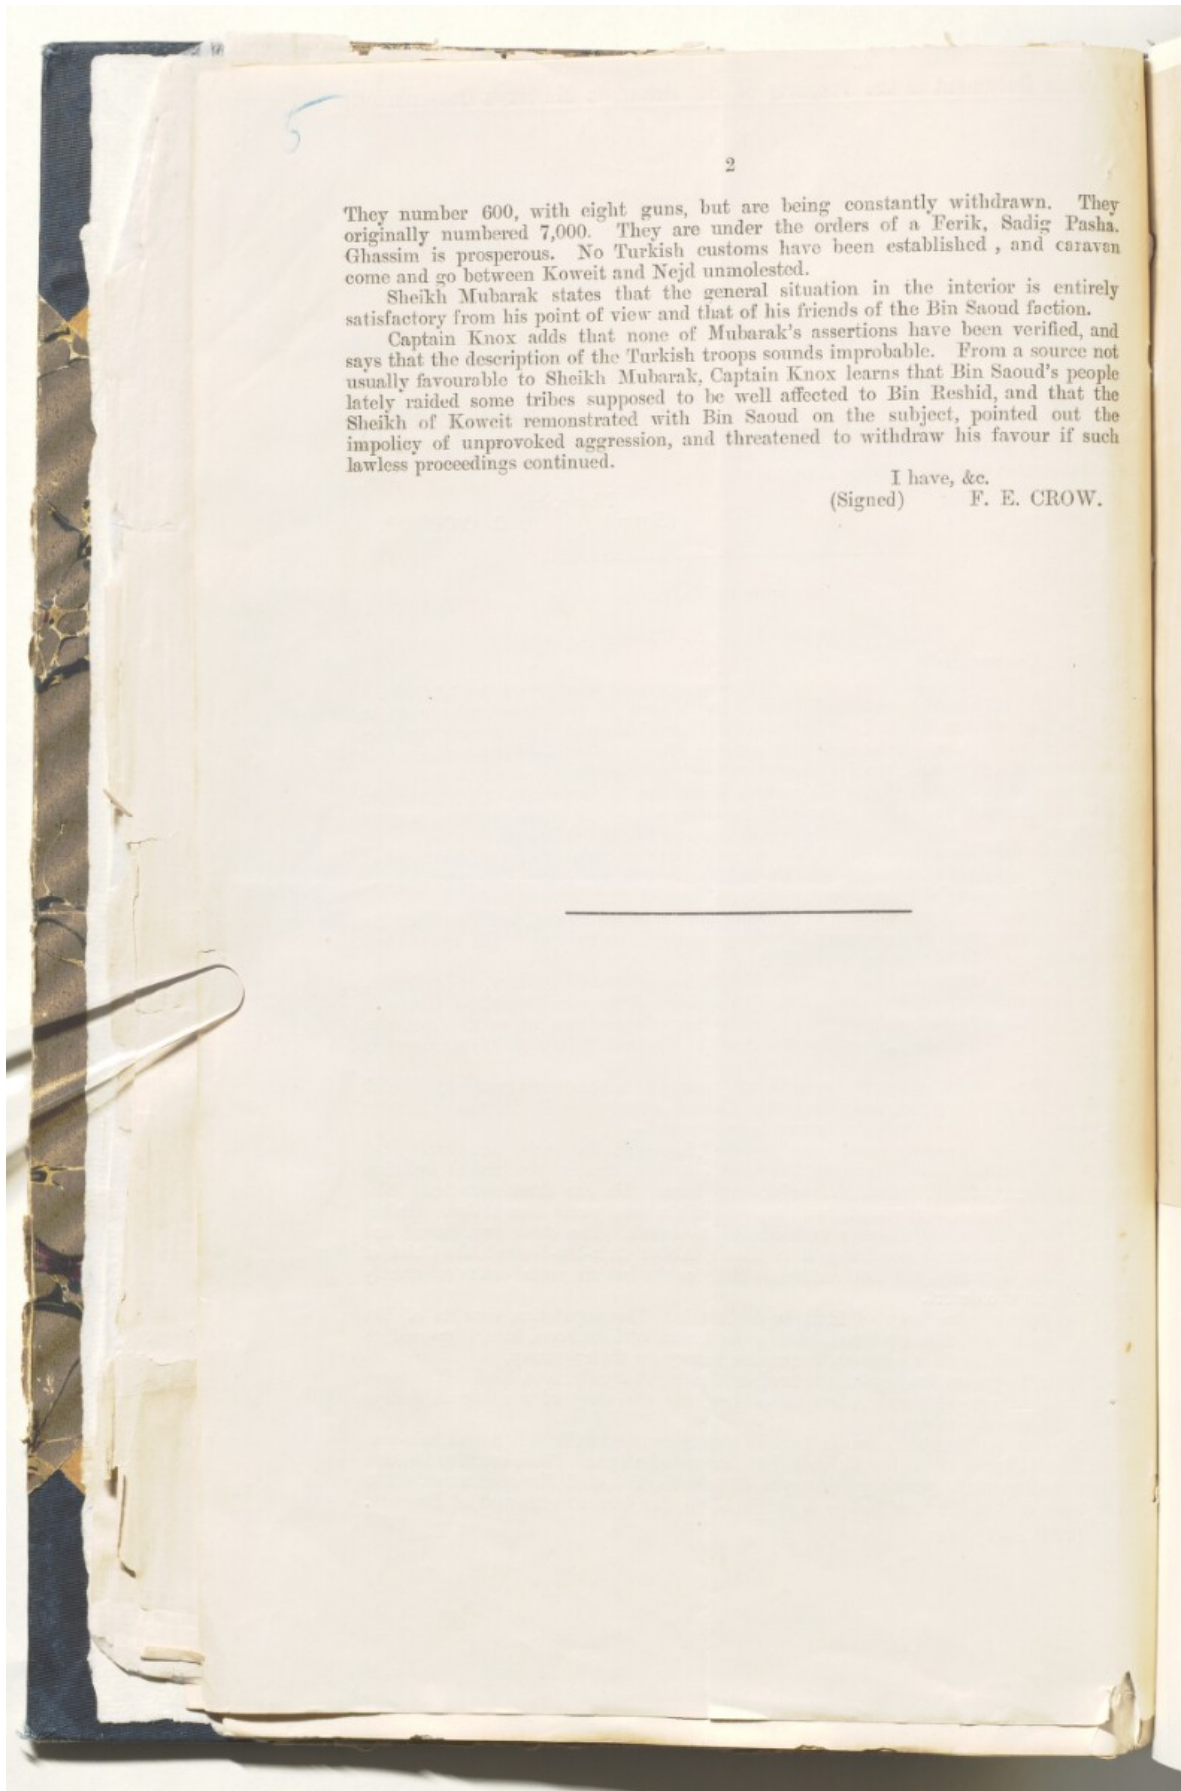 5
2
They number 600, with eight guns, but are being constantly withdrawn. They
originally numbered 7,000. They are under the orders of a Ferik, Sadig Pasha.
Ghassim is prosperous. No Turkish customs have been established , and caravan
come and go between Koweit and Nejd unmolested.
Sheikh Mubarak states that the general situation in the interior is entirely
satisfactory from his point of view and that of his friends of the Bin Saoud faction.
Captain Knox adds that none of Mubarak's assertions have been verified, and
says that the description of the Turkish troops sounds improbable. From a source not
usually favourable to Sheikh Mubarak, Captain Knox learns that Bin Saoud's people
lately raided some tribes supposed to be well affected to Bin Reshid, and that the
Sheikh of Koweit remonstrated with Bin Saoud on the subject, pointed out the
impolicy of unprovoked aggression, and threatened to withdraw his favour if such
lawless proceedings continued.
I have, &c.
(Signed) F. E. CROW.